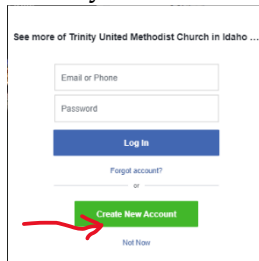 See more of Trinity United Methodist Church in Idaho ...
Email or Phone
Password
Log In
Forgot account?
or
Create New Account
Not Now